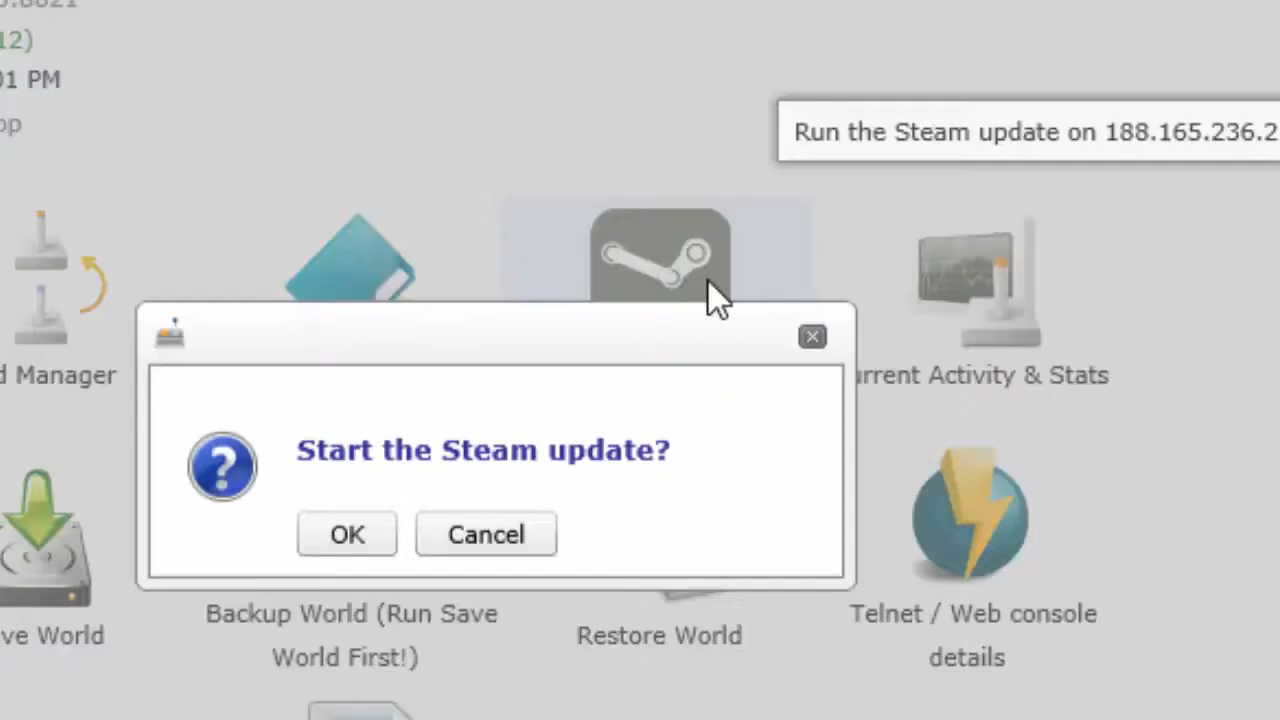 12)
01 PM
Run the Steam update on 188.165.236.2
d Manager
urrent Activity & Stats
Start the Steam update?
OK
Cancel
ve World
Backup World (Run Save
World First!)
Restore World
Telnet / Web console
details